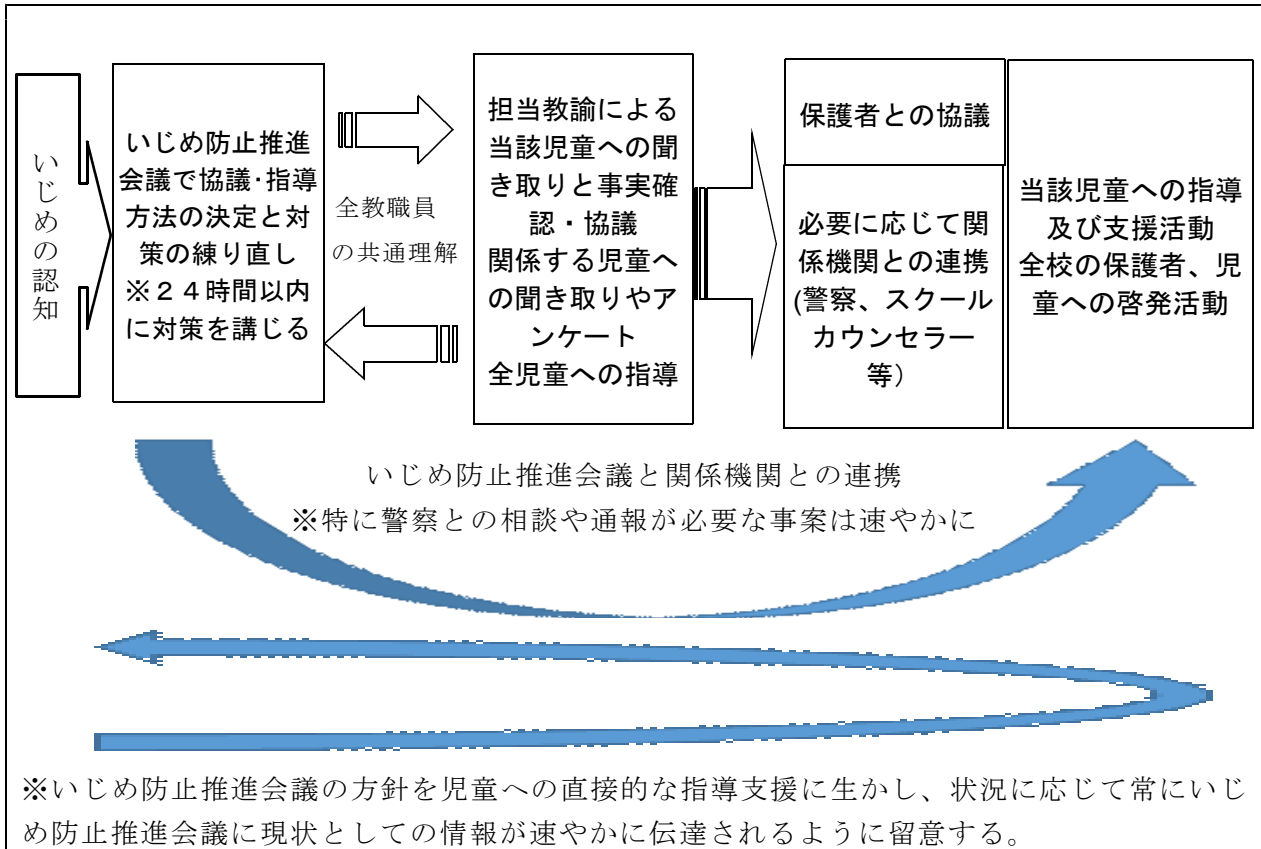 いじめの認知
いじめ防止推進
会議で協議・指導
方法の決定と対
策の練り直し
※２４時間以内
に対策を講じる
全教職員
の共通理解
担当教諭による
当該児童への聞
き取りと事実確
認・協議
関係する児童へ
の聞き取りやア
ンケート
全児童への指導
保護者との協議
必要に応じて関
係機関との連携
(警察、スクール
カウンセラー
等）
当該児童への指導
及び支援活動
全校の保護者、児
童への啓発活動
いじめ防止推進会議と関係機関との連携
※特に警察との相談や通報が必要な事案は速やかに
※いじめ防止推進会議の方針を児童への直接的な指導支援に生かし、状況に応じて常にいじ
め防止推進会議に現状としての情報が速やかに伝達されるように留意する。